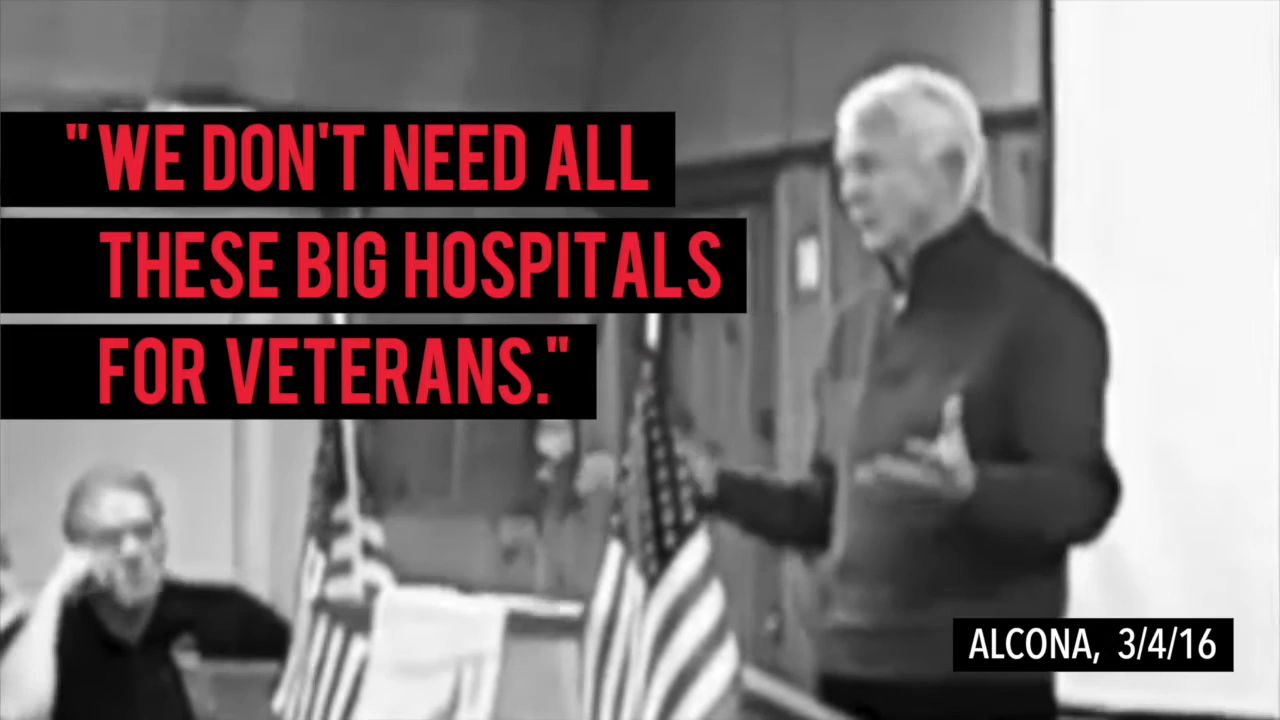 "WE DON'T NEED ALL
THESE BIG HOSPITALS
FOR VETERANS."
ALCONA, 3/4/16